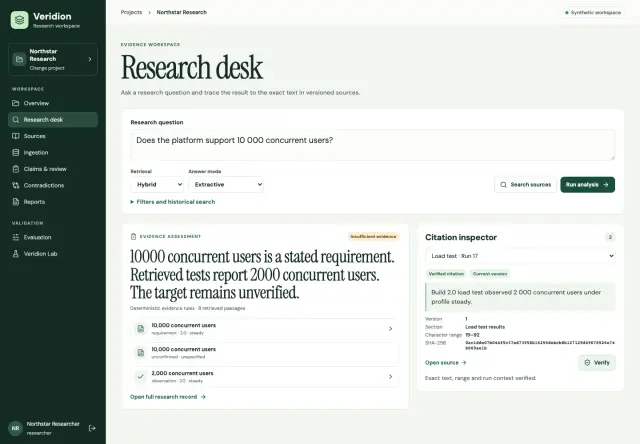 Veridion
Research workspace
Northstar
Research
Change project
WORKSPACE
Overview
Research desk
Sources
Ingestion
Claims & review
Contradictions
Reports
VALIDATION
Evaluation
Veridion Lab
NR
Northstar Researcher
researcher
Projects > Northstar Research
Synthetic workspace
EVIDENCE WORKSPACE
Research desk
Ask a research question and trace the result to the exact text in versioned sources.
Research question
Does the platform support 10 000 concurrent users?
Retrieval
Hybrid
Answer mode
Extractive
Search sources
Run analysis →
Filters and historical search
EVIDENCE ASSESSMENT
Insufficient evidence
10000 concurrent users is a stated requirement.
Retrieved tests report 2000 concurrent users.
The target remains unverified.
Deterministic evidence rules · 8 retrieved passages
10,000 concurrent users
requirement · 2.0 · steady
10,000 concurrent users
unconfirmed · unspecified
2,000 concurrent users
observation · 2.0 · steady
Open full research record →
Citation inspector
2
Load test · Run 17
Verified citation
Current version
Build 2.0 load test observed 2 000 concurrent users under
profile steady.
Version 1
Section Load test results
Character range 19–92
SHA-256
Open source →
Verify
Exact text, range and run context verified.